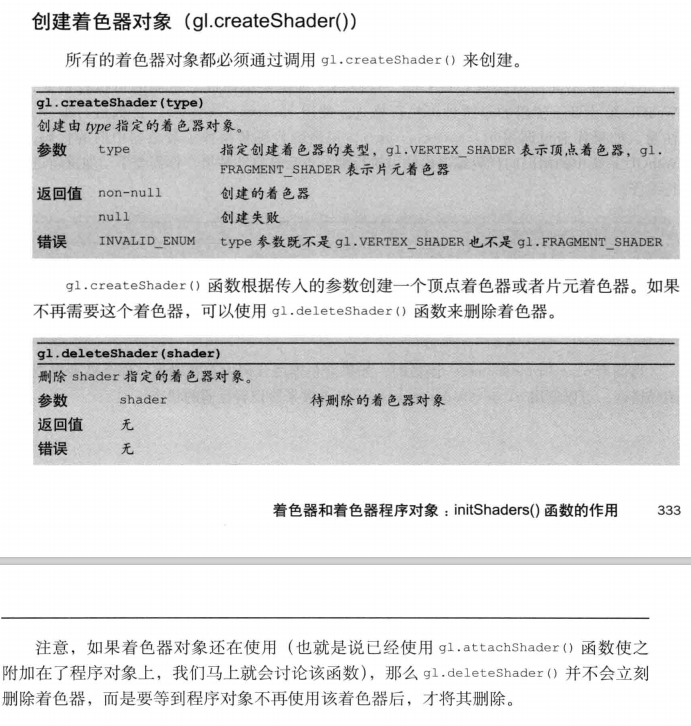 创建着色器对象（gl.createShader()）
所有的着色器对象都必须通过调用 gl.createShader() 来创建。
gl.createShader(type)
创建由 type 指定的着色器对象。
参数 type 指定创建着色器的类型，gl.VERTEX_SHADER 表示顶点着色器，gl.
FRAGMENT_SHADER 表示片元着色器
返回值 non-null 创建的着色器
null 创建失败
错误 INVALID_ENUM type 参数既不是 gl.VERTEX_SHADER 也不是 gl.FRAGMENT_SHADER
gl.createShader() 函数根据传入的参数创建一个顶点着色器或者片元着色器。如果
不再需要这个着色器，可以使用 gl.deleteShader() 函数来删除着色器。
gl.deleteShader(shader)
删除 shader 指定的着色器对象。
参数 shader 待删除的着色器对象
返回值 无
错误 无
着色器和着色器程序对象：initShaders() 函数的作用 333
注意，如果着色器对象还在使用（也就是说已经使用 gl.attachShader() 函数使之
附加在了程序对象上，我们马上就会讨论该函数），那么 gl.deleteShader() 并不会立刻
删除着色器，而是要等到程序对象不再使用该着色器后，才将其删除。